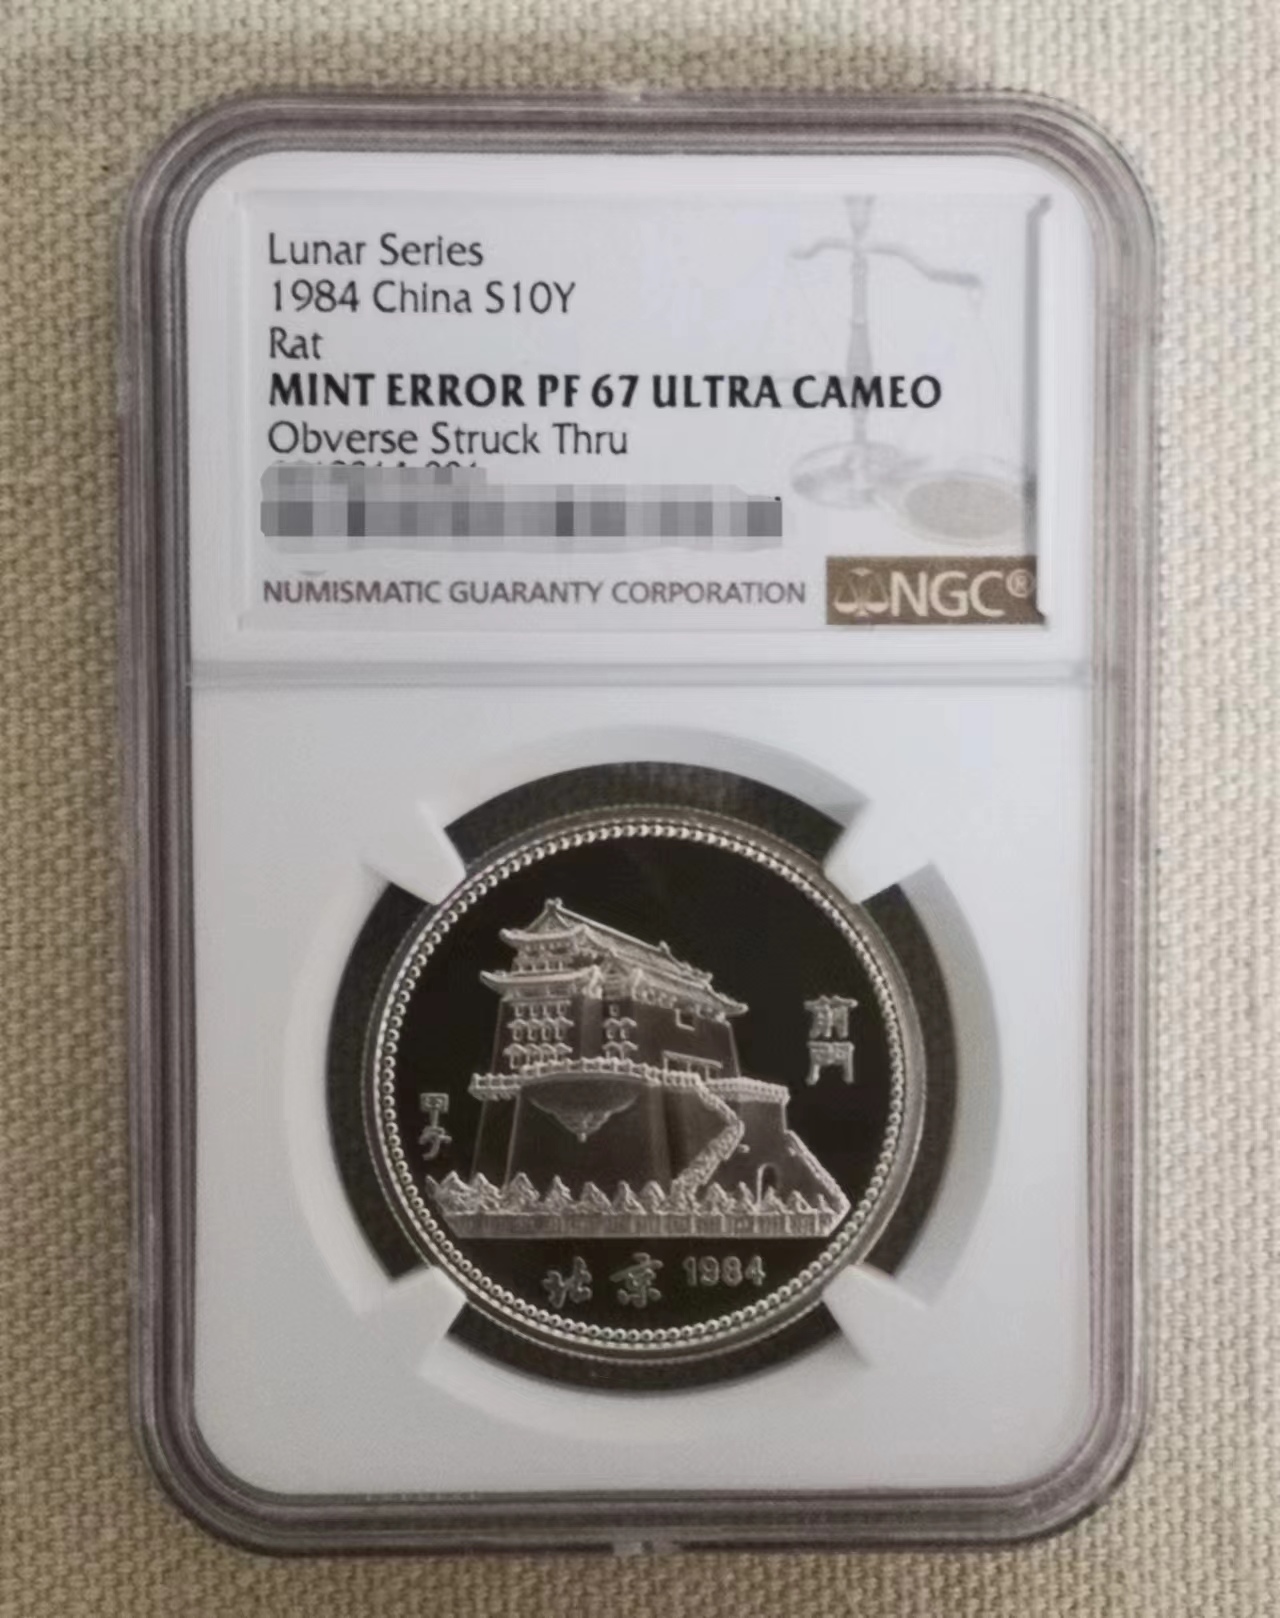 Lunar Series
1984 China S10Y
Rat
MINT ERROR PF 67 ULTRA CAMEO
Obverse Struck Thru
NUMISMATIC GUARANTY CORPORATION
NGC®
前門
甲子
北京 1984